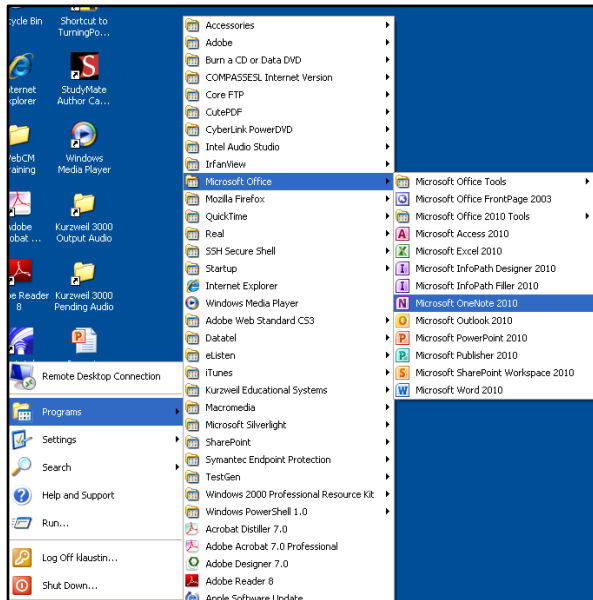 cycle Bin
Shortcut to
TurningPo...
ternet
xplorer
StudyMate
Author Ca...
ebCM
raining
Windows
Media Player
dobe
obat ...
Kurzweil 3000
Output Audio
e Reader
8
Kurzweil 3000
Pending Audio
Remote Desktop Connection
Programs
Settings
Search
Help and Support
Run...
Log Off klaustin...
Shut Down...
Accessories
Adobe
Burn a CD or Data DVD
COMPASSESL Internet Version
Core FTP
CutePDF
CyberLink PowerDVD
Intel Audio Studio
IrfanView
Microsoft Office
Mozilla Firefox
QuickTime
Real
SSH Secure Shell
Startup
Internet Explorer
Windows Media Player
Adobe Web Standard CS3
Datatel
eListen
iTunes
Kurzweil Educational Systems
Macromedia
Microsoft Silverlight
SharePoint
Symantec Endpoint Protection
TestGen
Windows 2000 Professional Resource Kit
Windows PowerShell 1.0
Acrobat Distiller 7.0
Adobe Acrobat 7.0 Professional
Adobe Designer 7.0
Adobe Reader 8
Apple Software Update
Microsoft Office Tools
Microsoft Office FrontPage 2003
Microsoft Office 2010 Tools
Microsoft Access 2010
Microsoft Excel 2010
Microsoft InfoPath Designer 2010
Microsoft InfoPath Filler 2010
Microsoft OneNote 2010
Microsoft Outlook 2010
Microsoft PowerPoint 2010
Microsoft Publisher 2010
Microsoft SharePoint Workspace 2010
Microsoft Word 2010